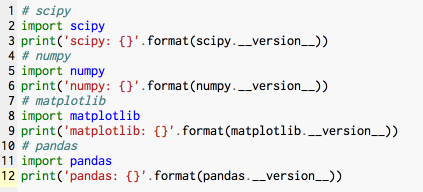 1 # scipy
2 import scipy
3 print('scipy: {}'.format(scipy.__version__))
4 # numpy
5 import numpy
6 print('numpy: {}'.format(numpy.__version__))
7 # matplotlib
8 import matplotlib
9 print('matplotlib: {}'.format(matplotlib.__version__))
10 # pandas
11 import pandas
12 print('pandas: {}'.format(pandas.__version__))